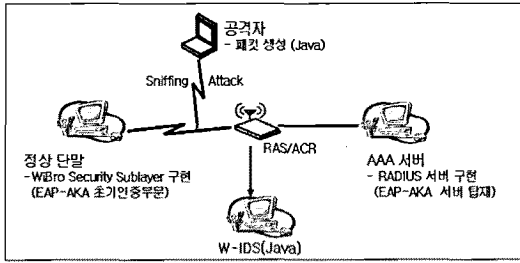 공격자
- 패킷 생성 (Java)
Sniffing Attack
정상 단말
- WiBro Security Sublayer 구현
(EAP-AKA 초기인증부문)
RAS/ACR
AAA 서버
- RADIUS 서버 구현
(EAP-AKA 서버 탑재)
W-IDS(Java)